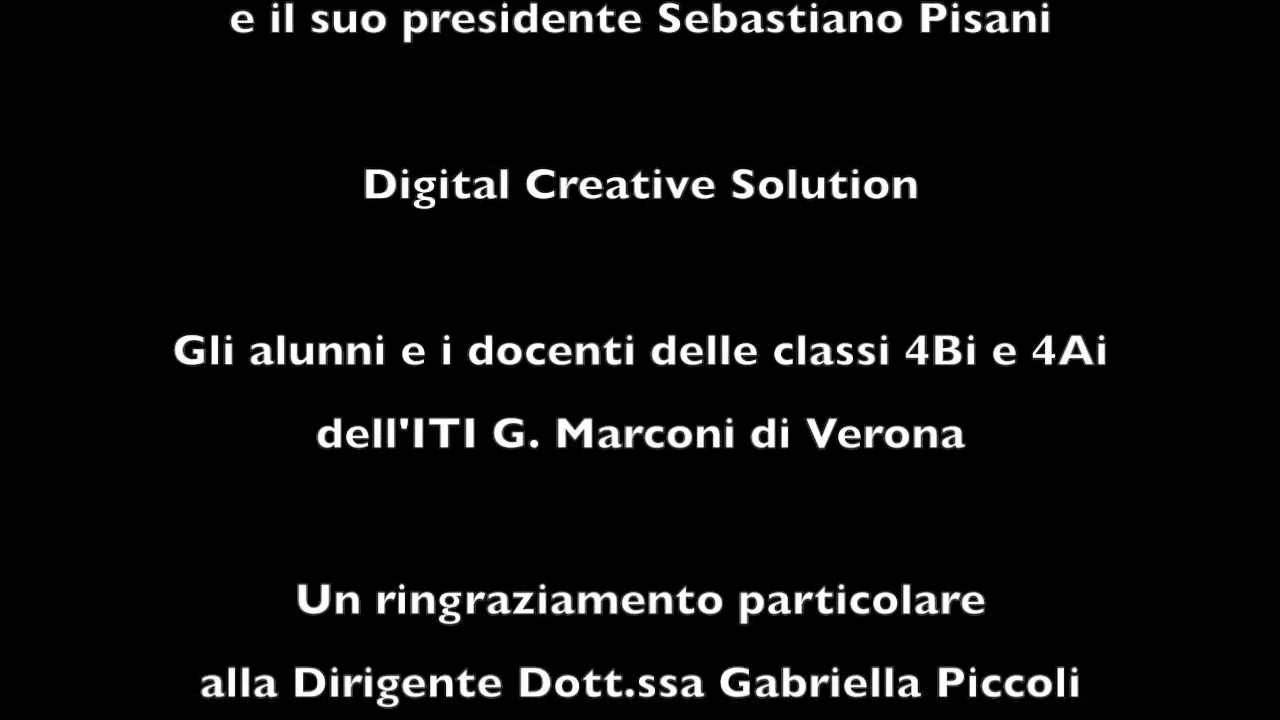 e il suo presidente Sebastiano Pisani
Digital Creative Solution
Gli alunni e i docenti delle classi 4Bi e 4Ai
dell'ITI G. Marconi di Verona
Un ringraziamento particolare
alla Dirigente Dott.ssa Gabriella Piccoli